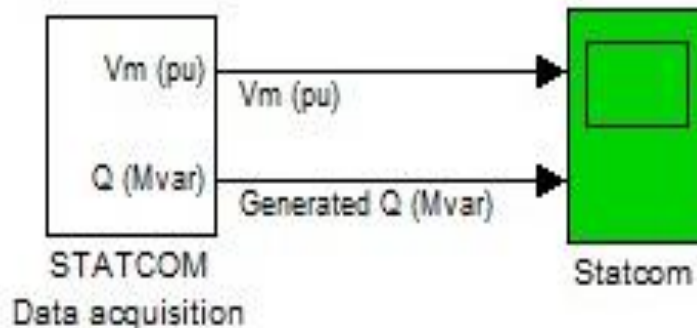 Vm (pu)
Vm (pu)
Q (Mvar)
Generated Q (Mvar)
STATCOM
Data acquisition
Statcom